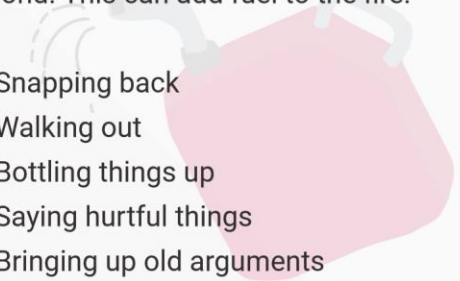 This can add fuel to the fire.
Snapping back
Walking out
Bottling things up
Saying hurtful things
Bringing up old arguments